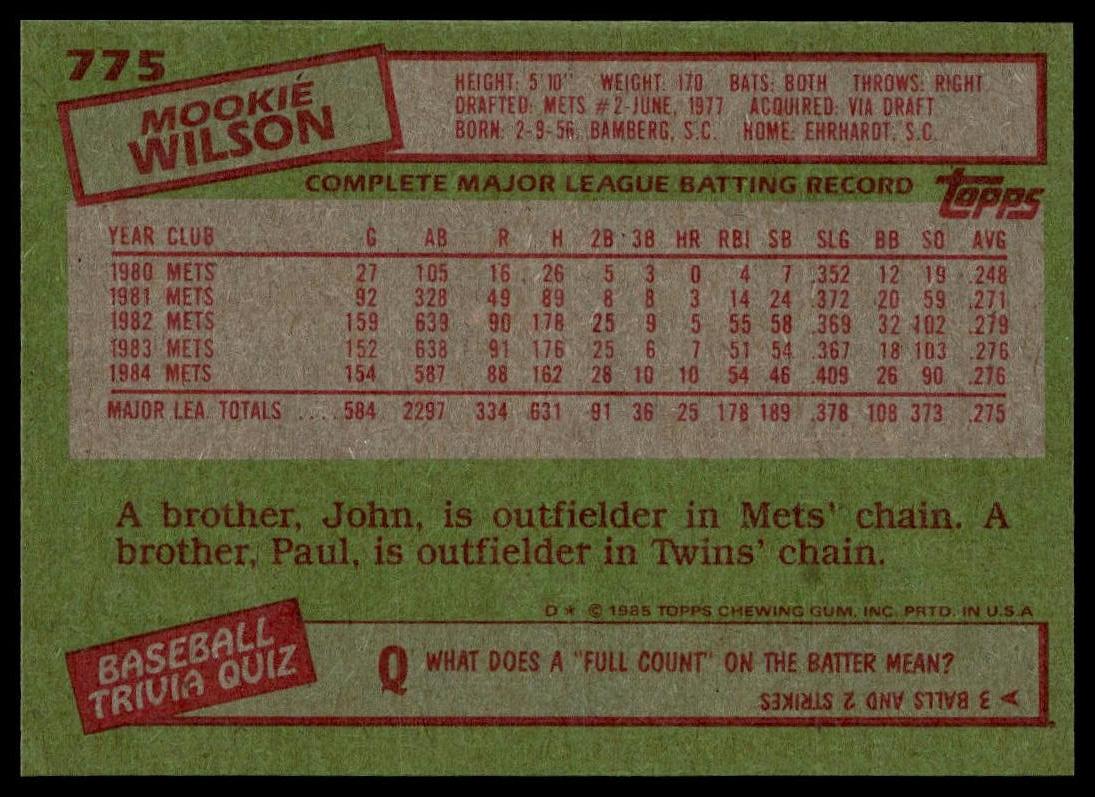 775
MOOKIE
WILSON
HEIGHT: 5'10" WEIGHT: 170 BATS: BOTH THROWS: RIGHT
DRAFTED: METS #2-JUNE, 1977 ACQUIRED: VIA DRAFT
BORN: 2-9-56, BAMBERG, S.C. HOME: EHRHARDT, S.C.
COMPLETE MAJOR LEAGUE BATTING RECORD topps
YEAR CLUB G AB R H 2B 3B HR RBI SB SLG BB SO AVG
1980 METS 27 105 16 26 5 3 0 4 7 .352 12 19 .248
1981 METS 92 328 49 89 8 8 3 14 24 .372 20 59 .271
1982 METS 159 639 90 178 25 9 5 55 58 .369 32 102 .279
1983 METS 152 638 91 176 25 6 7 51 54 .367 18 103 .276
1984 METS 154 587 88 162 28 10 10 54 46 .409 26 90 .276
MAJOR LEA. TOTALS .... 584 2297 334 631 91 36 25 178 189 .378 108 373 .275
A brother, John, is outfielder in Mets' chain. A
brother, Paul, is outfielder in Twins' chain.
D* © 1985 TOPPS CHEWING GUM, INC. PRTD. IN U.S.A
BASEBALL
TRIVIA QUIZ
Q WHAT DOES A "FULL COUNT" ON THE BATTER MEAN?
A 3 BALLS AND 2 STRIKES